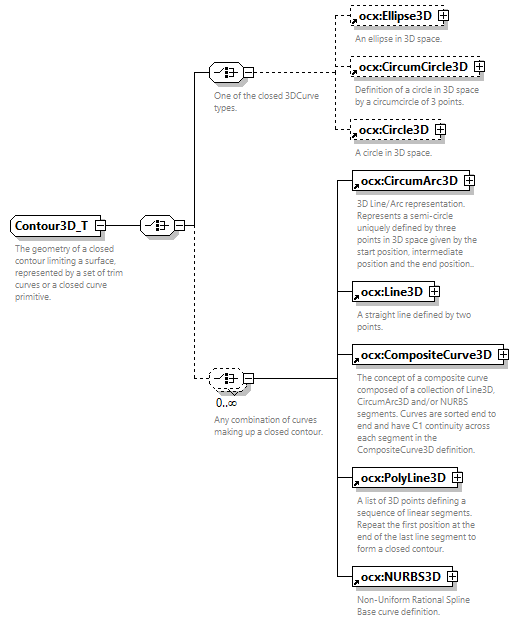 ocx:Ellipse3D
An ellipse in 3D space.
ocx:CircumCircle3D
Definition of a circle in 3D space
by a circumcircle of 3 points.
ocx:Circle3D
A circle in 3D space.
One of the closed 3DCurve
types.
Contour3D_T
The geometry of a closed
contour limiting a surface,
represented by a set of trim
curves or a closed curve
primitive.
0..∞
Any combination of curves
making up a closed contour.
ocx:CircumArc3D
3D Line/Arc representation.
Represents a semi-circle
uniquely defined by three
points in 3D space given by the
start position, intermediate
position and the end position..
ocx:Line3D
A straight line defined by two
points.
ocx:CompositeCurve3D
The concept of a composite curve
composed of a collection of Line3D,
CircumArc3D and/or NURBS
segments. Curves are sorted end to
end and have C1 continuity across
each segment in the
CompositeCurve3D definition.
ocx:PolyLine3D
A list of 3D points defining a
sequence of linear segments.
Repeat the first position at the
end of the last line segment to
form a closed contour.
ocx:NURBS3D
Non-Uniform Rational Spline
Base curve definition.